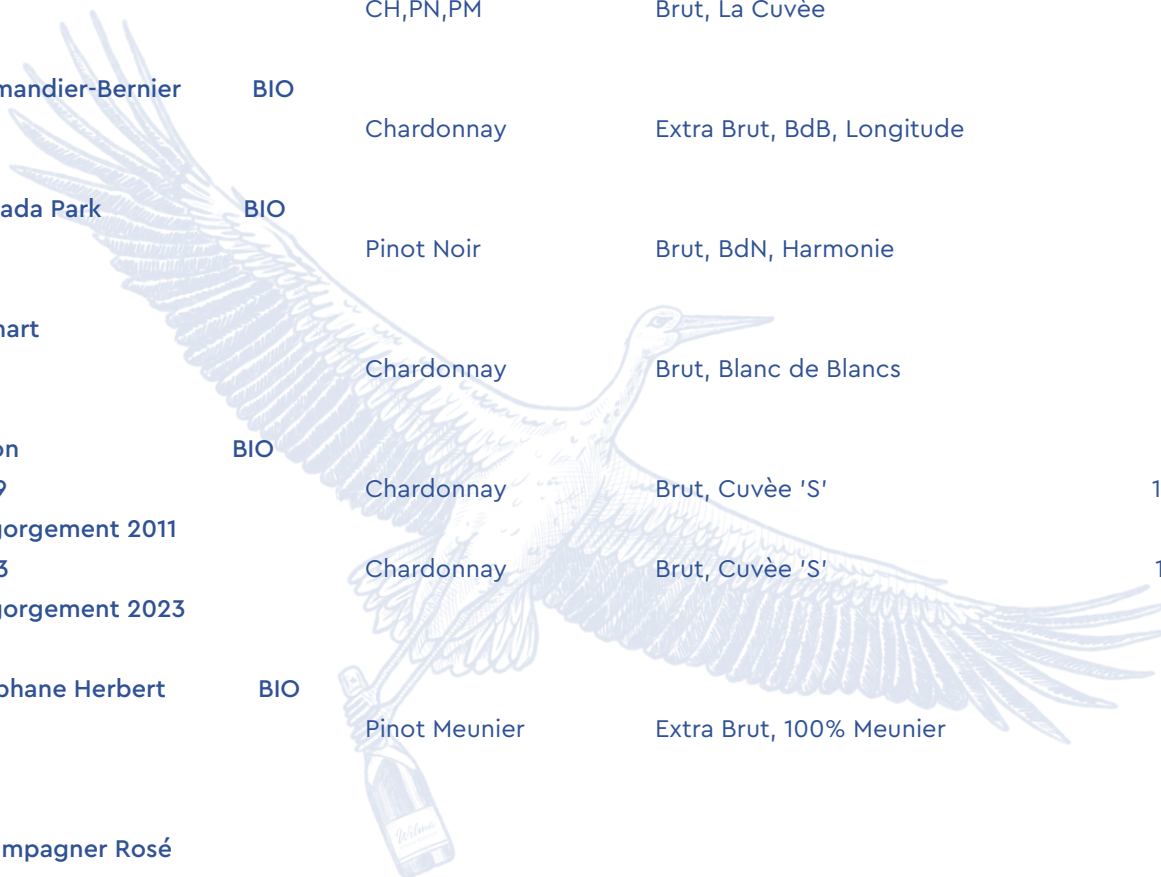 CH,PN,PM Brut, La Cuvèe
mandier-Bernier BIO
Chardonnay Extra Brut, BdB, Longitude
ada Park BIO
Pinot Noir Brut, BdN, Harmonie
nart
Chardonnay Brut, Blanc de Blancs
on BIO
9 Chardonnay Brut, Cuvèe 'S' 1
gorgement 2011
3 Chardonnay Brut, Cuvèe 'S' 1
gorgement 2023
phane Herbert BIO
Pinot Meunier Extra Brut, 100% Meunier
Wilma
mpagner Rosé